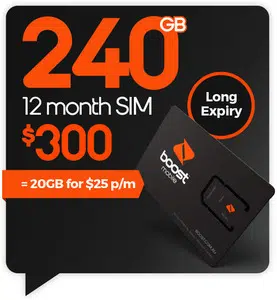 240GB
12 month SIM
$300
Long
Expiry
= 20GB for $25 p/m
boost
mobile